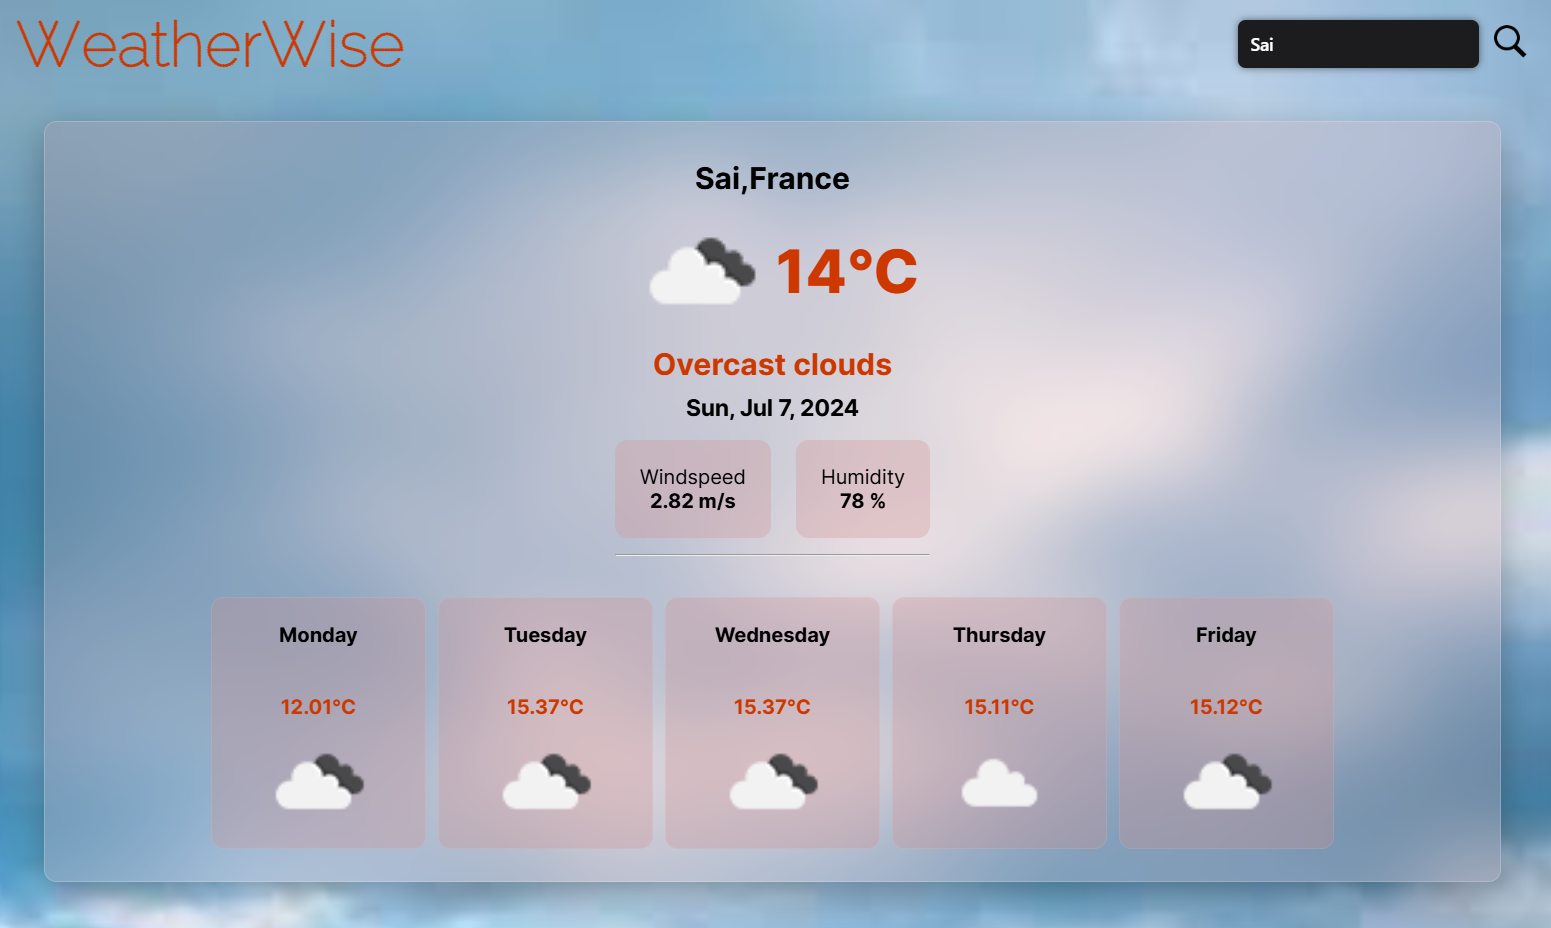 WeatherWise
Sai
Sai,France
14°C
Overcast clouds
Sun, Jul 7, 2024
Windspeed
2.82 m/s
Humidity
78 %
Monday
12.01°C
Tuesday
15.37°C
Wednesday
15.37°C
Thursday
15.11°C
Friday
15.12°C